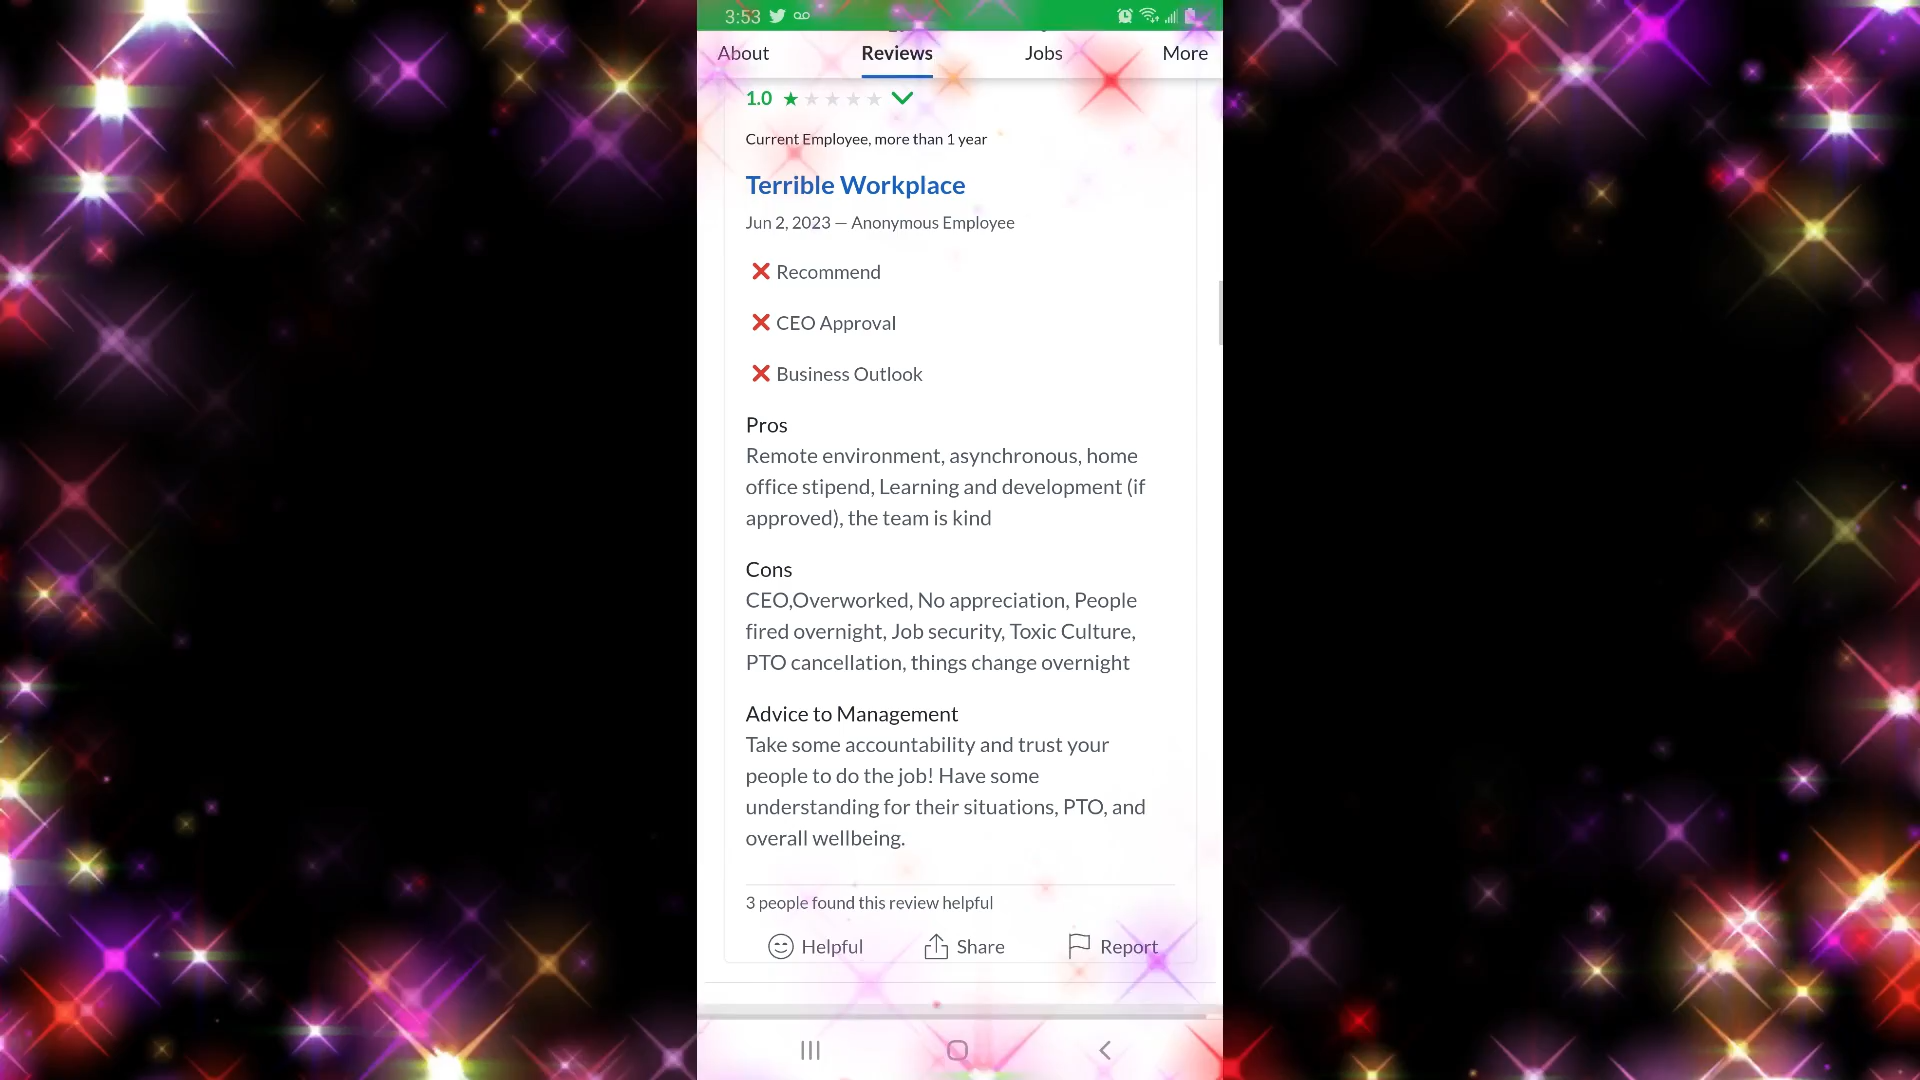 3:53
About Reviews Jobs More
1.0
Current Employee, more than 1 year
Terrible Workplace
Jun 2, 2023 — Anonymous Employee
Recommend
CEO Approval
Business Outlook
Pros
Remote environment, asynchronous, home
office stipend, Learning and development (if
approved), the team is kind
Cons
CEO,Overworked, No appreciation, People
fired overnight, Job security, Toxic Culture,
PTO cancellation, things change overnight
Advice to Management
Take some accountability and trust your
people to do the job! Have some
understanding for their situations, PTO, and
overall wellbeing.
3 people found this review helpful
Helpful Share Report